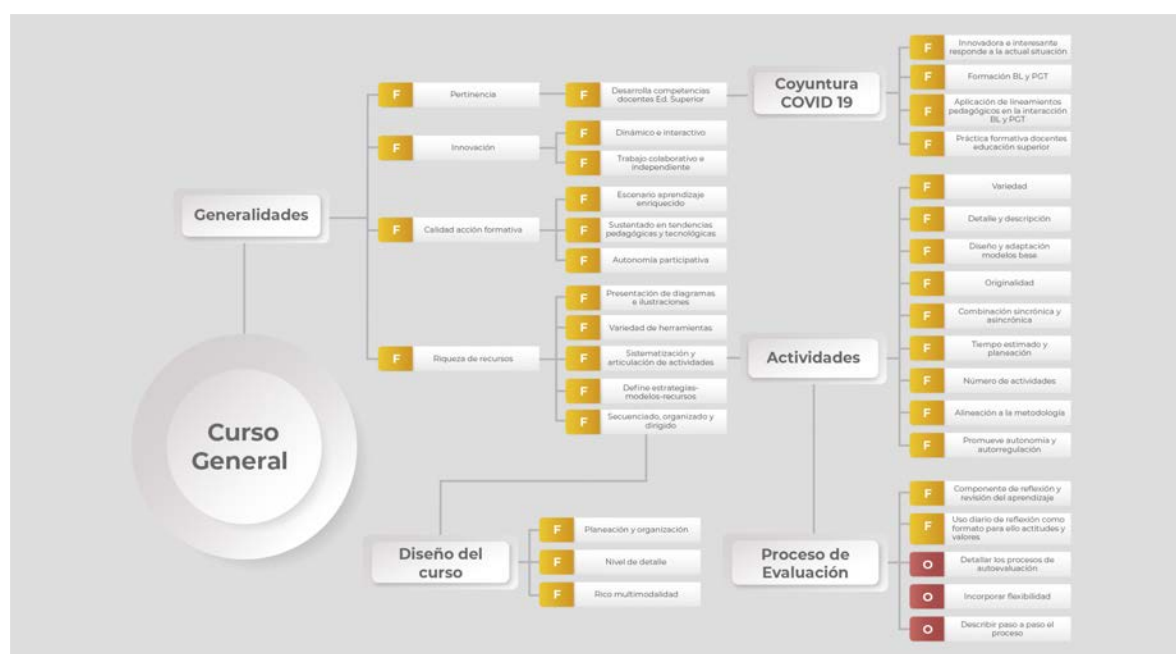 Curso
General
Generalidades
F
Pertinencia
F
Desarrolla competencias
docentes Ed. Superior
F
Innovación
F
Dinámico e interactivo
F
Trabajo colaborativo e
independiente
F
Calidad acción formativa
F
Escenario aprendizaje
enriquecido
F
Sustentado en tendencias
pedagógicas y tecnológicas
F
Autonomía participativa
F
Riqueza de recursos
F
Presentación de diagramas
e ilustraciones
F
Variedad de herramientas
F
Sistematización y
articulación de actividades
F
Define estrategias-
modelos-recursos
F
Secuenciado, organizado y
dirigido
Diseño del
curso
F
Planeación y organización
F
Nivel de detalle
F
Rico multimodalidad
Coyuntura
COVID 19
F
Innovadora e interesante
responde a la actual situación
F
Formación BL y PGT
F
Aplicación de lineamientos
pedagógicos en la interacción
BL y PGT
F
Práctica formativa docentes
educación superior
Actividades
F
Variedad
F
Detalle y descripción
F
Diseño y adaptación
modelos base
F
Originalidad
F
Combinación sincrónica y
asincrónica
F
Tiempo estimado y
planeación
F
Número de actividades
F
Alineación a la metodología
F
Promueve autonomía y
autorregulación
Proceso de
Evaluación
F
Componente de reflexión y
revisión del aprendizaje
F
Uso diario de reflexión como
formato para ello actitudes y
valores
O
Detallar los procesos de
autoevaluación
O
Incorporar flexibilidad
O
Describir paso a paso el
proceso